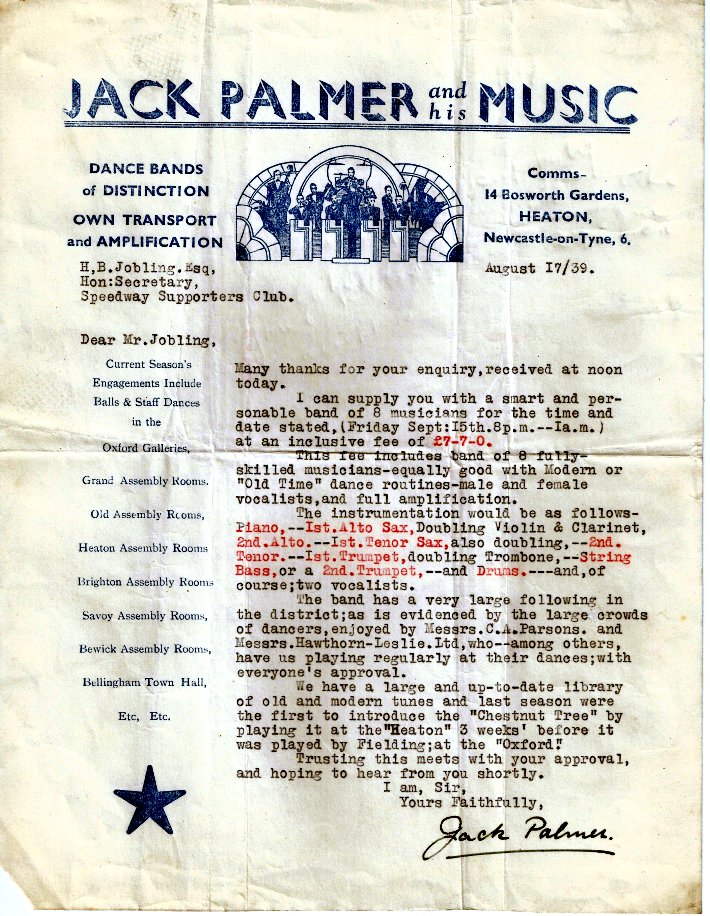 JACK PALMER and his MUSIC
DANCE BANDS
of DISTINCTION
OWN TRANSPORT
and AMPLIFICATION
Comms-
14 Bosworth Gardens,
HEATON,
Newcastle-on-Tyne, 6.
H,B.Jobling.Esq,
Hon:Secretary,
Speedway Supporters Club.
August I7/39.
Dear Mr.Jobling,
Current Season's
Engagements Include
Balls & Staff Dances
in the
Oxford Galleries,
Grand Assembly Rooms.
Old Assembly Rooms,
Heaton Assembly Rooms
Brighton Assembly Rooms
Savoy Assembly Rooms,
Bewick Assembly Rooms,
Bellingham Town Hall,
Etc, Etc.
Many thanks for your enquiry,received at noon
today.
I can supply you with a smart and per-
sonable band of 8 musicians for the time and
date stated,(Friday Sept:I5th.8p.m.--Ia.m.)
at an inclusive fee of £7-7-0.
This fee includes band of 8 fully-
skilled musicians-equally good with Modern or
"Old Time" dance routines-male and female
vocalists,and full amplification.
The instrumentation would be as follows-
Piano,--Ist.Alto Sax,Doubling Violin & Clarinet,
2nd.Alto.--Ist.Tenor Sax,also doubling,--2nd.
Tenor.--Ist.Trumpet,doubling Trombone,--String
Bass,or a 2nd.Trumpet,--and Drums.----and,of
course;two vocalists.
The band has a very large following in
the district;as is evidenced by the large crowds
of dancers,enjoyed by Messrs.C.A.Parsons. and
Messrs.Hawthorn-Leslie.Ltd,who--among others,
have us playing regularly at their dances;with
everyone's approval.
We have a large and up-to-date library
of old and modern tunes and last season were
the first to introduce the "Chestnut Tree" by
playing it at the"Heaton" 3 weeks' before it
was played by Fielding;at the "Oxford"
Trusting this meets with your approval,
and hoping to hear from you shortly.
I am, Sir,
Yours Faithfully,
Jack Palmer.